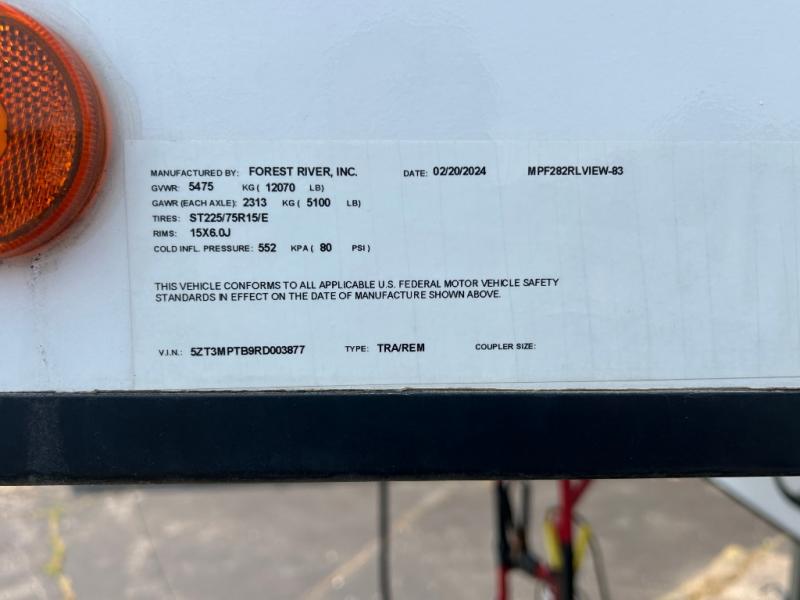 MANUFACTURED BY: FOREST RIVER, INC. DATE: 02/20/2024 MPF282RLVIEW-83
GVWR: 5475 KG ( 12070 LB)
GAWR (EACH AXLE): 2313 KG ( 5100 LB)
TIRES: ST225/75R15/E
RIMS: 15X6.0J
COLD INFL. PRESSURE: 552 KPA ( 80 PSI )
THIS VEHICLE CONFORMS TO ALL APPLICABLE U.S. FEDERAL MOTOR VEHICLE SAFETY
STANDARDS IN EFFECT ON THE DATE OF MANUFACTURE SHOWN ABOVE.
V.I.N.: 5ZT3MPTB9RD003877 TYPE: TRA/REM COUPLER SIZE: